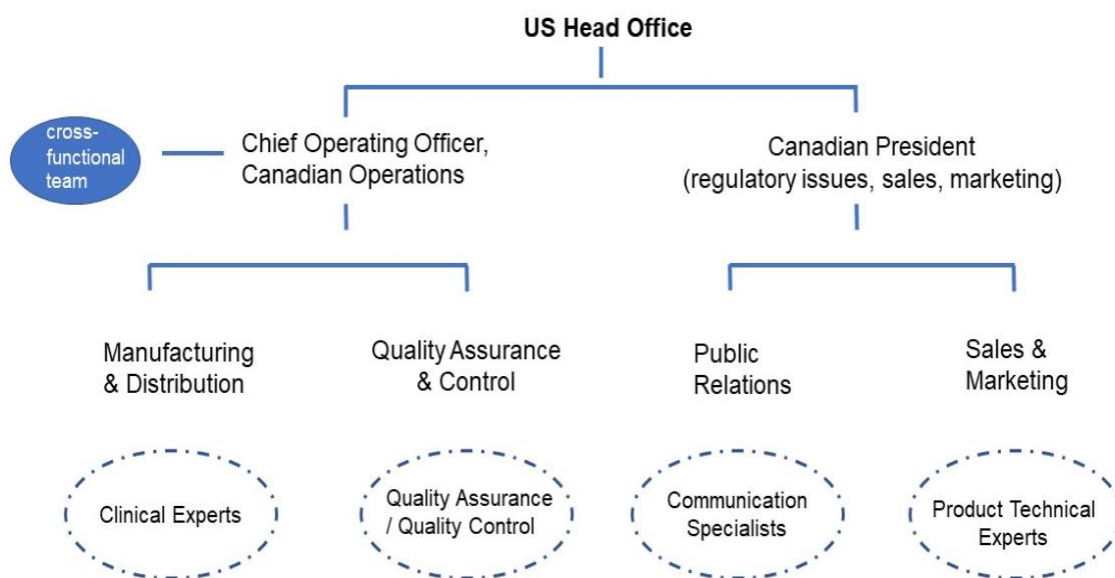 US Head Office
cross-
functional
team
Chief Operating Officer,
Canadian Operations
Canadian President
(regulatory issues, sales, marketing)
Manufacturing
& Distribution
Quality Assurance
& Control
Public
Relations
Sales &
Marketing
Clinical Experts
Quality Assurance
/ Quality Control
Communication
Specialists
Product Technical
Experts